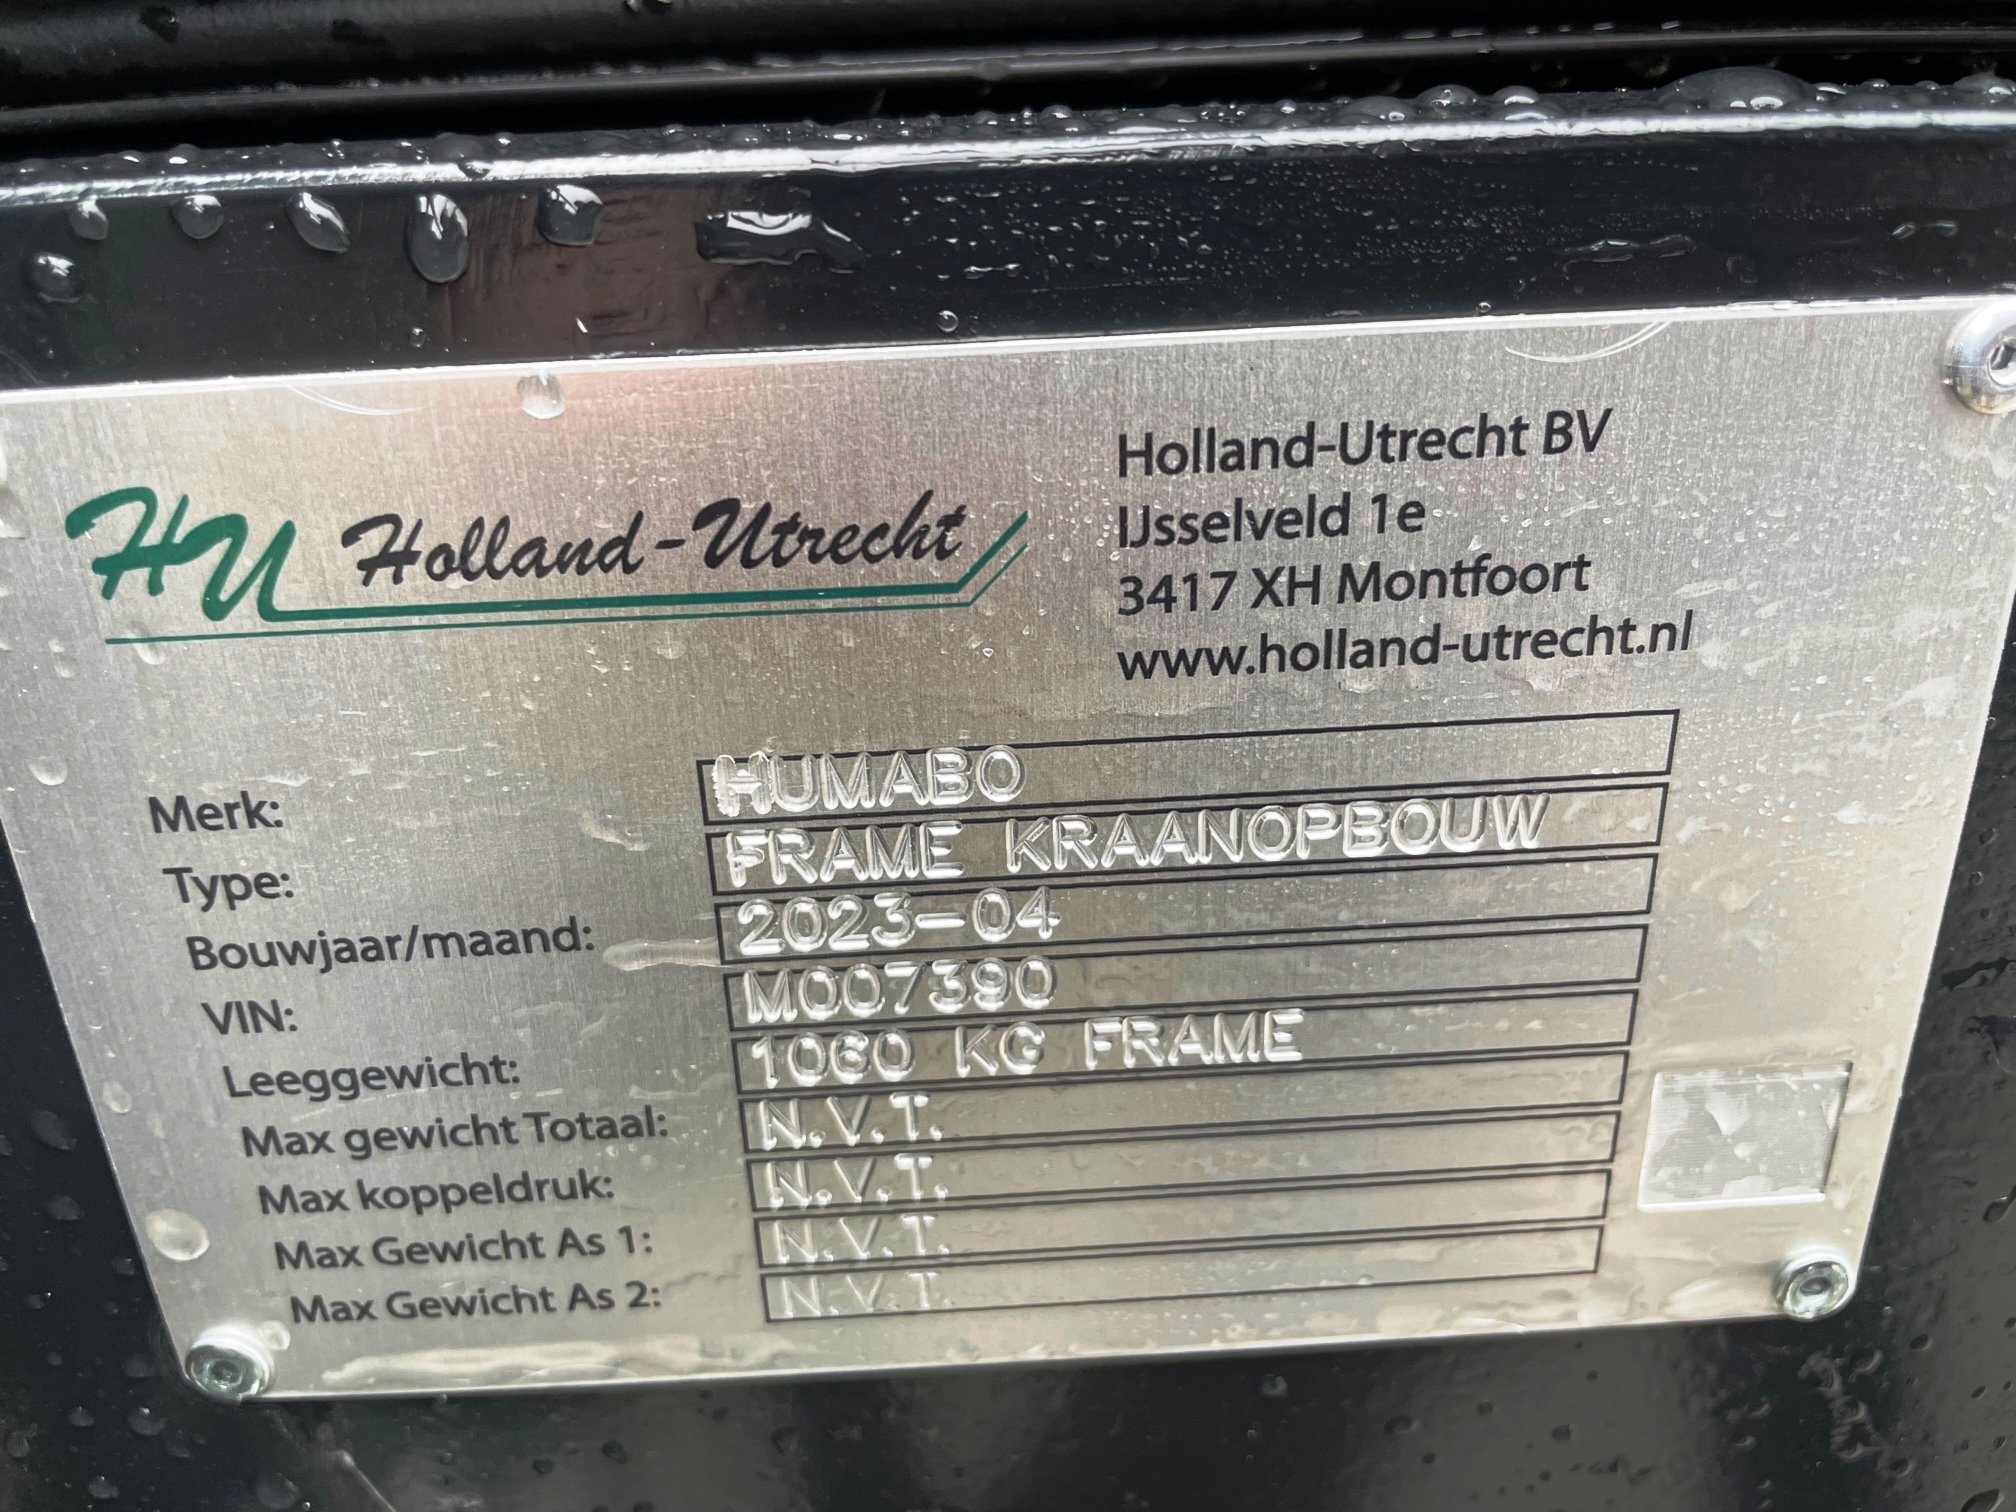 HU Holland-Utrecht
Holland-Utrecht BV
IJsselveld 1e
3417 XH Montfoort
www.holland-utrecht.nl
Merk: HUMABO
Type: FRAME KRAANOPBOUW
Bouwjaar/maand: 2023-04
VIN: M007390
Leeggewicht: 1060 KG FRAME
Max gewicht Totaal: N.V.T.
Max koppeldruk: N.V.T.
Max Gewicht As 1: N.V.T.
Max Gewicht As 2: N.V.T